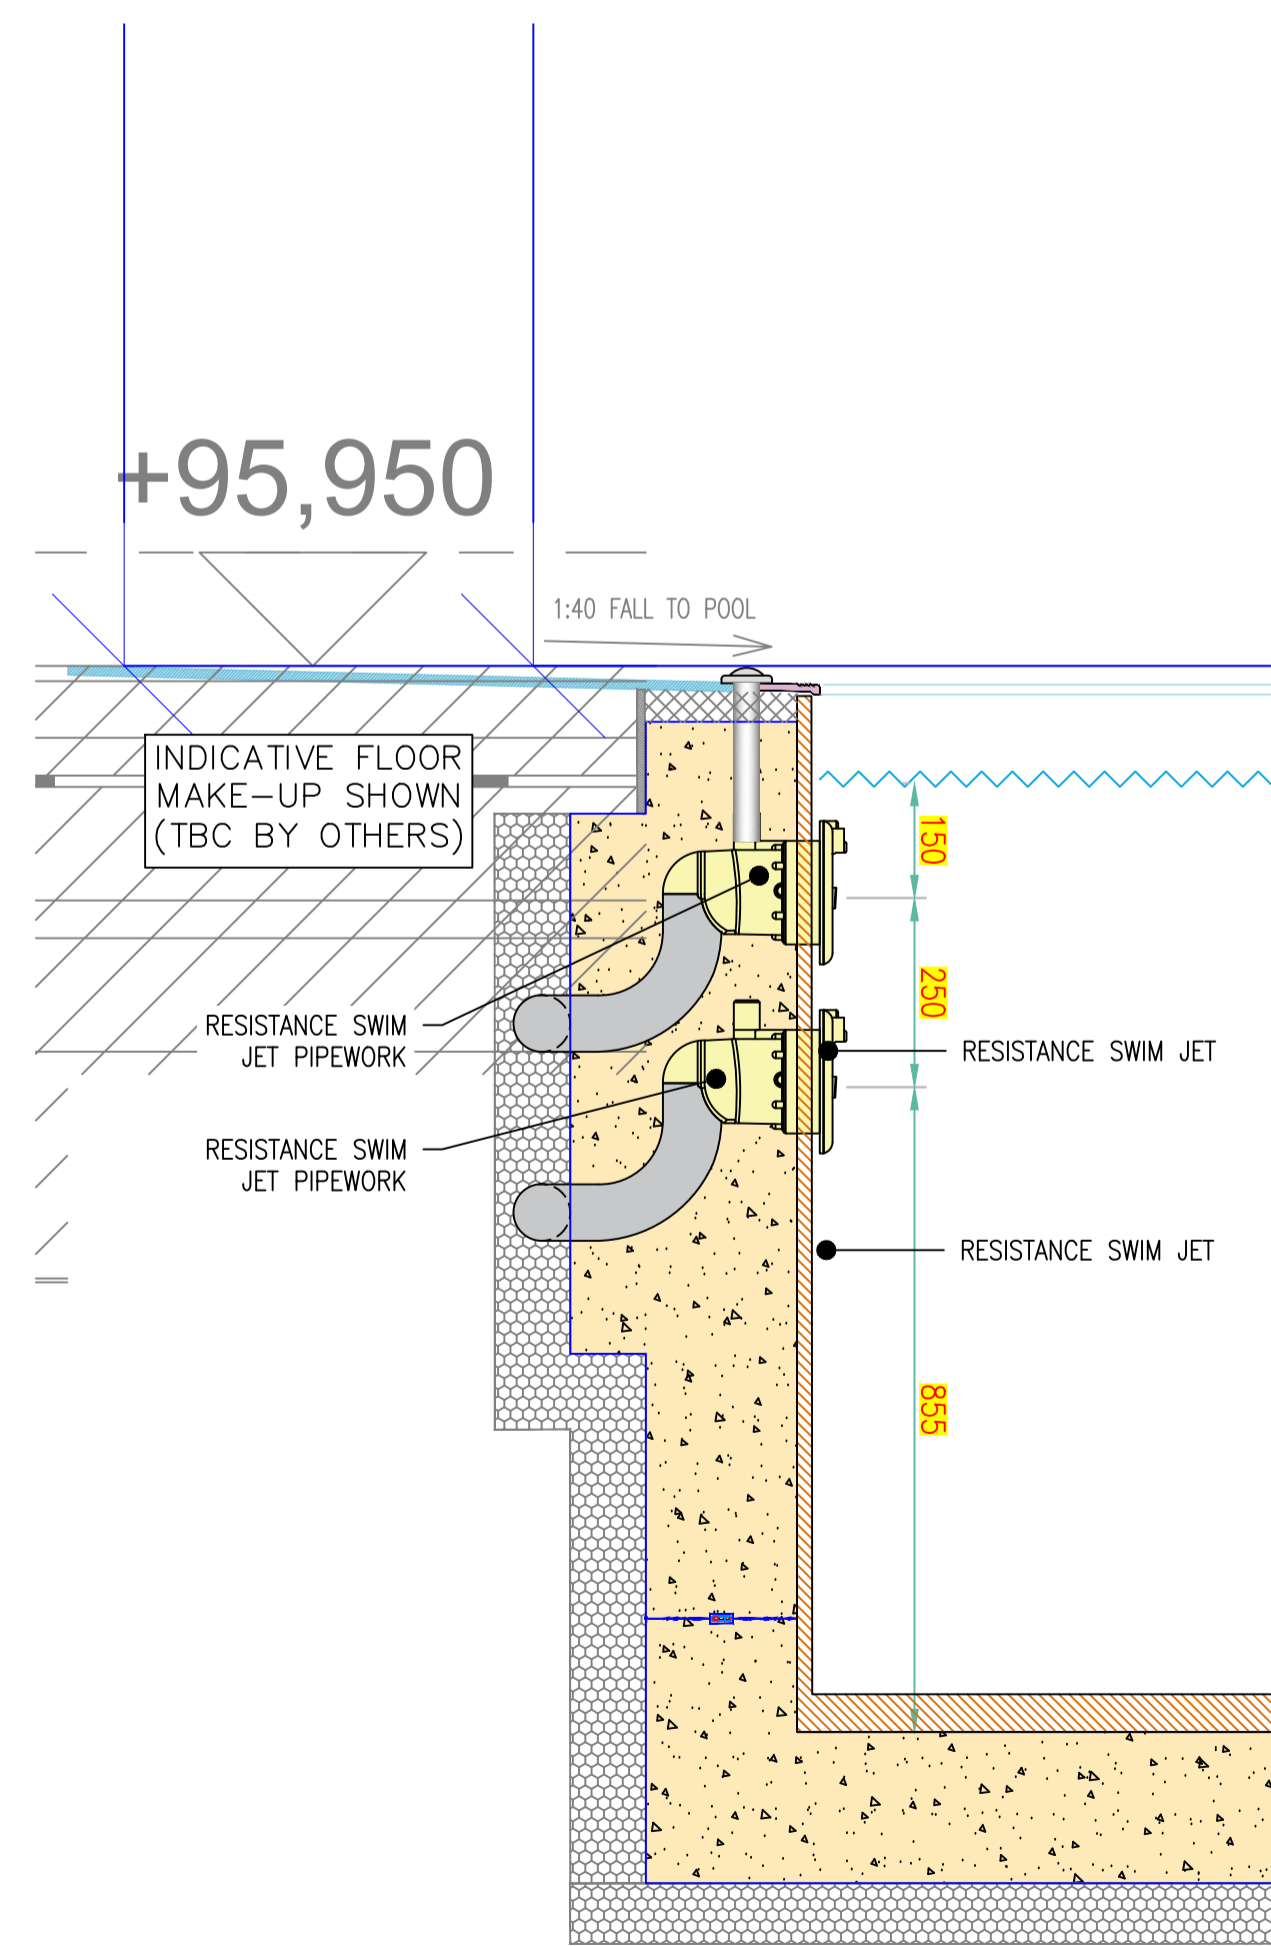 +95,950
1:40 FALL TO POOL
INDICATIVE FLOOR
MAKE-UP SHOWN
(TBC BY OTHERS)
150
250
RESISTANCE SWIM
JET PIPEWORK
RESISTANCE SWIM JET
RESISTANCE SWIM
JET PIPEWORK
RESISTANCE SWIM JET
855